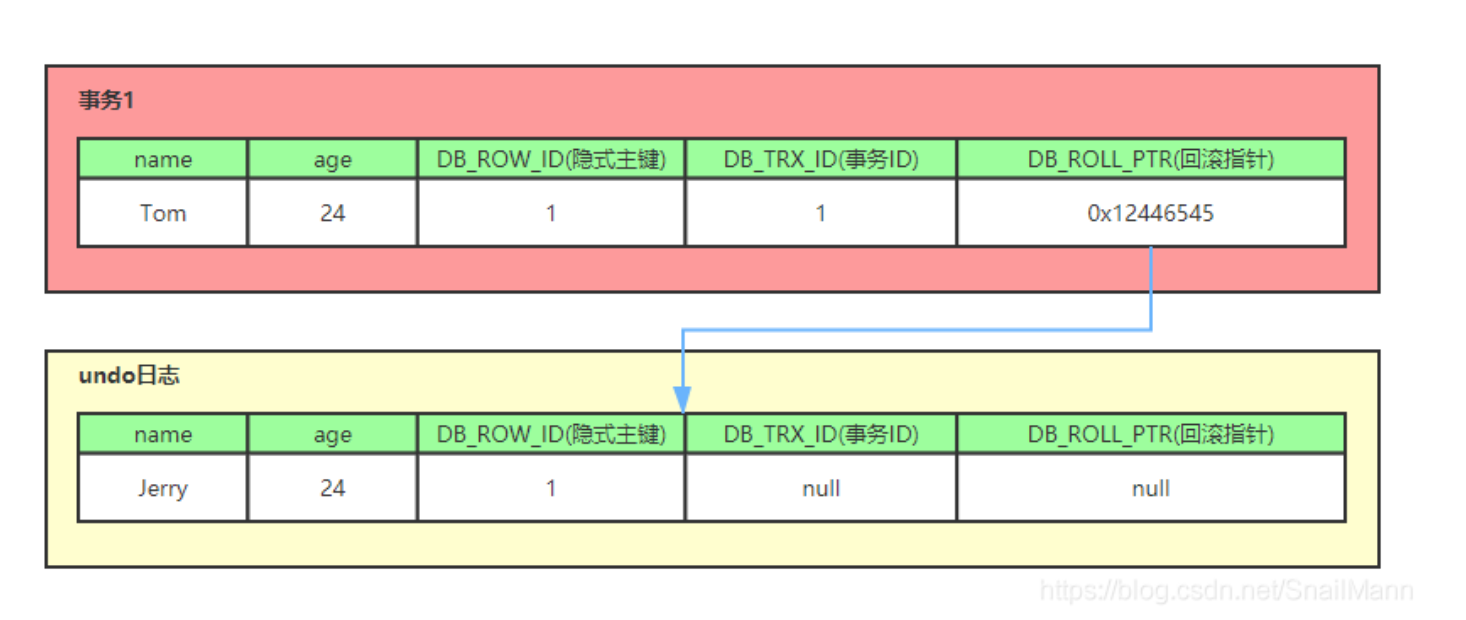 事务1
name age DB_ROW_ID(隐式主键) DB_TRX_ID(事务ID) DB_ROLL_PTR(回滚指针)
Tom 24 1 1 0x12446545
undo日志
name age DB_ROW_ID(隐式主键) DB_TRX_ID(事务ID) DB_ROLL_PTR(回滚指针)
Jerry 24 1 null null
https://blog.csdn.net/SnailMann